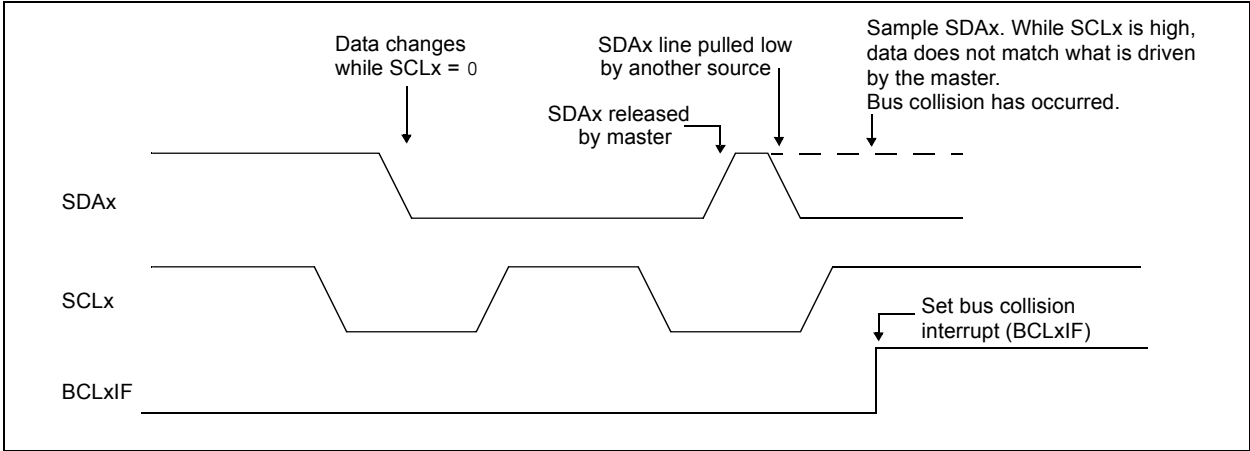 Data changes
while SCLx = 0
SDAx line pulled low
by another source
SDAx released
by master
Sample SDAx. While SCLx is high,
data does not match what is driven
by the master.
Bus collision has occurred.
SDAx
SCLx
Set bus collision
interrupt (BCLxIF)
BCLxIF